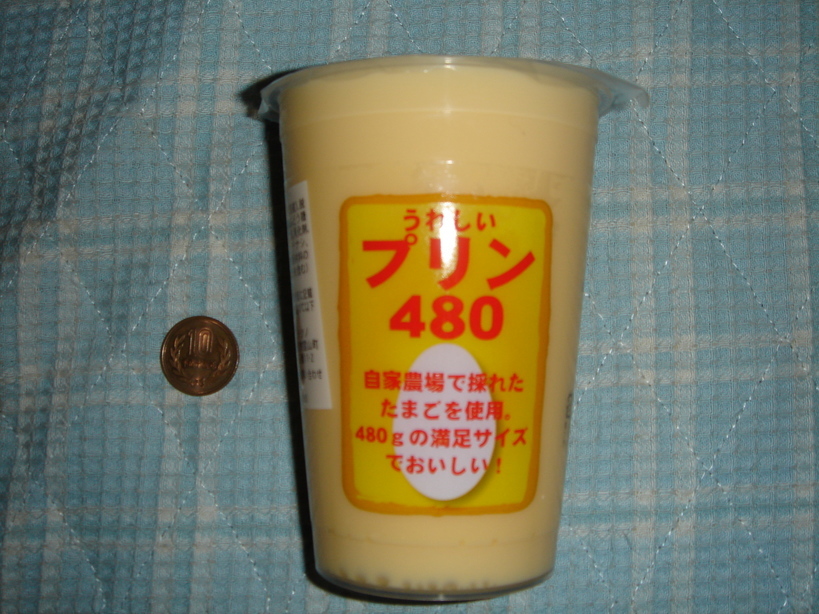 うれしい
プリン
480
自家農場で採れた
たまごを使用。
480gの満足サイズ
でおいしい!
10